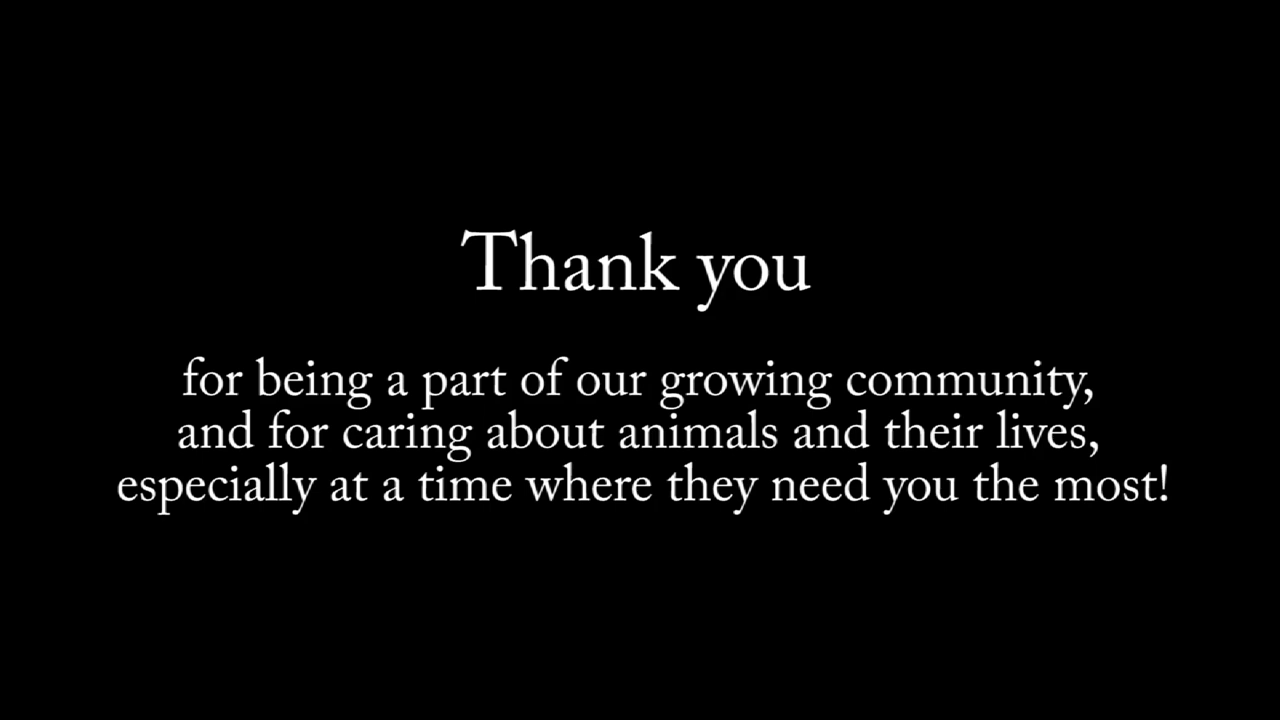 Thank you
for being a part of our growing community,
and for caring about animals and their lives,
especially at a time where they need you the most!